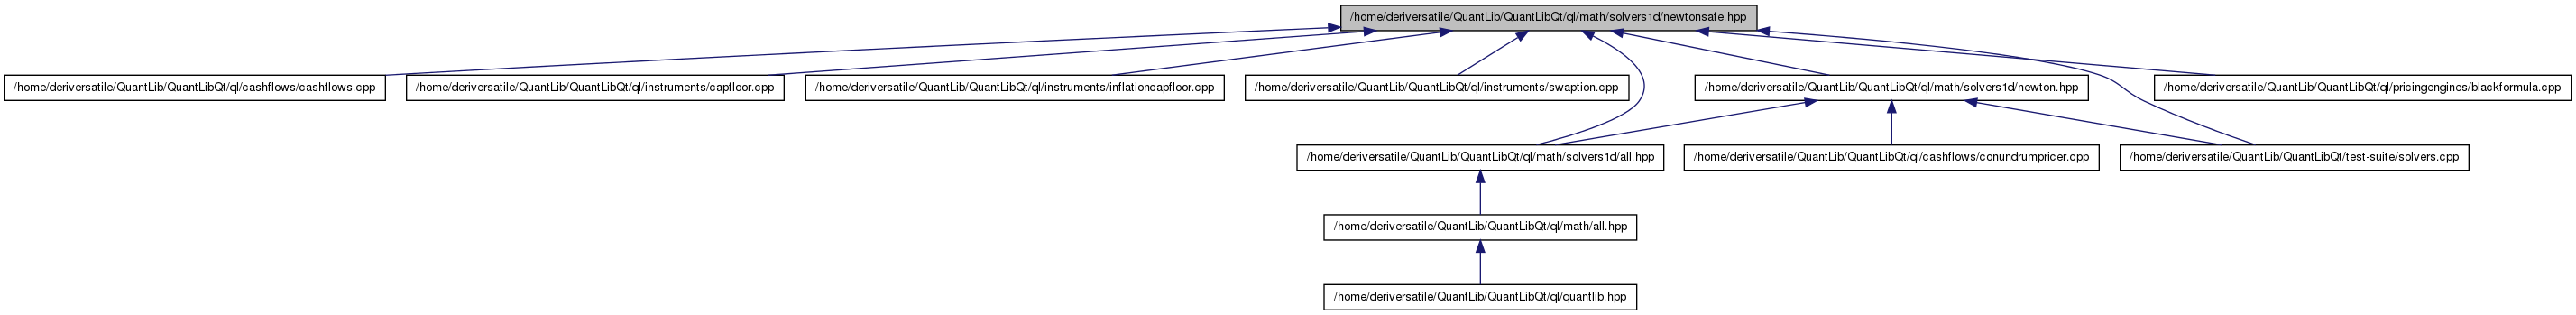 /home/deriversatile/QuantLib/QuantLibQt/ql/math/solvers1d/newtonsafe.hpp
/home/deriversatile/QuantLib/QuantLibQt/ql/cashflows/cashflows.cpp
/home/deriversatile/QuantLib/QuantLibQt/ql/instruments/capfloor.cpp
/home/deriversatile/QuantLib/QuantLibQt/ql/instruments/inflationcapfloor.cpp
/home/deriversatile/QuantLib/QuantLibQt/ql/instruments/swaption.cpp
/home/deriversatile/QuantLib/QuantLibQt/ql/math/solvers1d/newton.hpp
/home/deriversatile/QuantLib/QuantLibQt/ql/pricingengines/blackformula.cpp
/home/deriversatile/QuantLib/QuantLibQt/ql/math/solvers1d/all.hpp
/home/deriversatile/QuantLib/QuantLibQt/ql/cashflows/conundrumpricer.cpp
/home/deriversatile/QuantLib/QuantLibQt/test-suite/solvers.cpp
/home/deriversatile/QuantLib/QuantLibQt/ql/math/all.hpp
/home/deriversatile/QuantLib/QuantLibQt/ql/quantlib.hpp